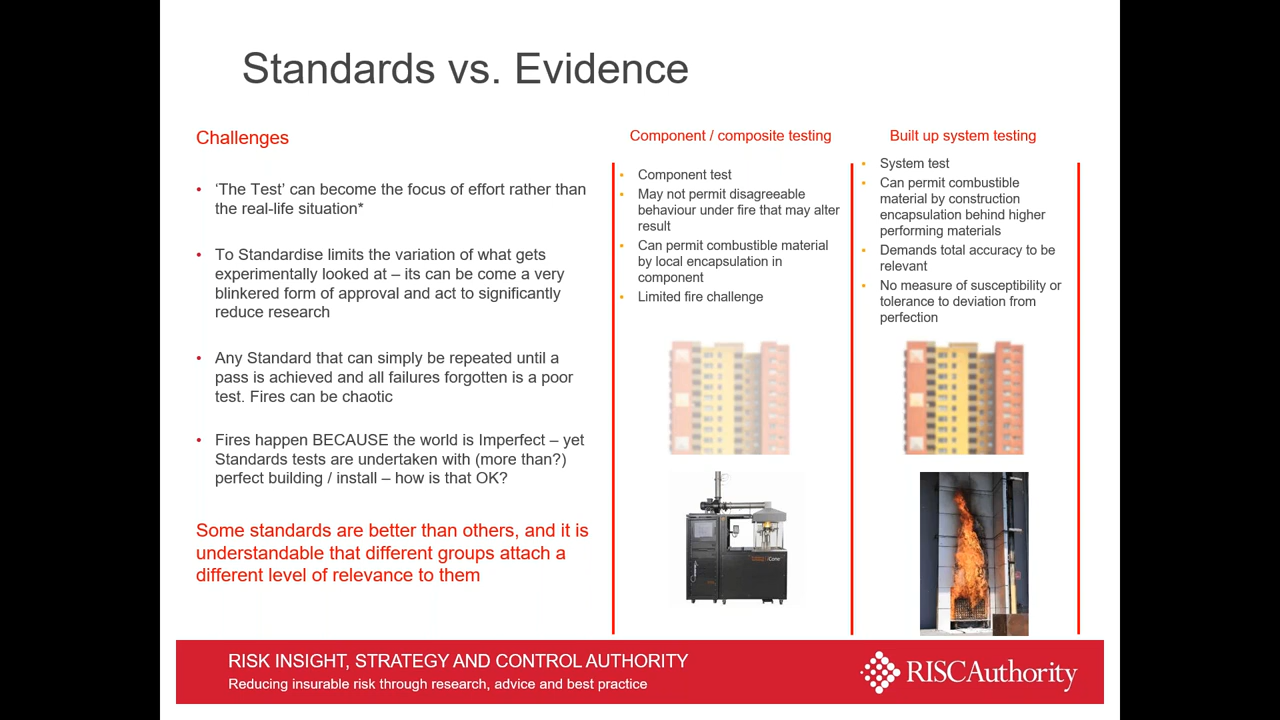 Standards vs. Evidence
Challenges
• ‘The Test’ can become the focus of effort rather than
the real-life situation*
• To Standardise limits the variation of what gets
experimentally looked at – its can be come a very
blinkered form of approval and act to significantly
reduce research
• Any Standard that can simply be repeated until a
pass is achieved and all failures forgotten is a poor
test. Fires can be chaotic
• Fires happen BECAUSE the world is Imperfect – yet
Standards tests are undertaken with (more than?)
perfect building / install – how is that OK?
Some standards are better than others, and it is
understandable that different groups attach a
different level of relevance to them
Component / composite testing
• Component test
• May not permit disagreeable
behaviour under fire that may alter
result
• Can permit combustible material
by local encapsulation in
component
• Limited fire challenge
Built up system testing
• System test
• Can permit combustible
material by construction
encapsulation behind higher
performing materials
• Demands total accuracy to be
relevant
• No measure of susceptibility or
tolerance to deviation from
perfection
RISK INSIGHT, STRATEGY AND CONTROL AUTHORITY
Reducing insurable risk through research, advice and best practice
RISCAuthority